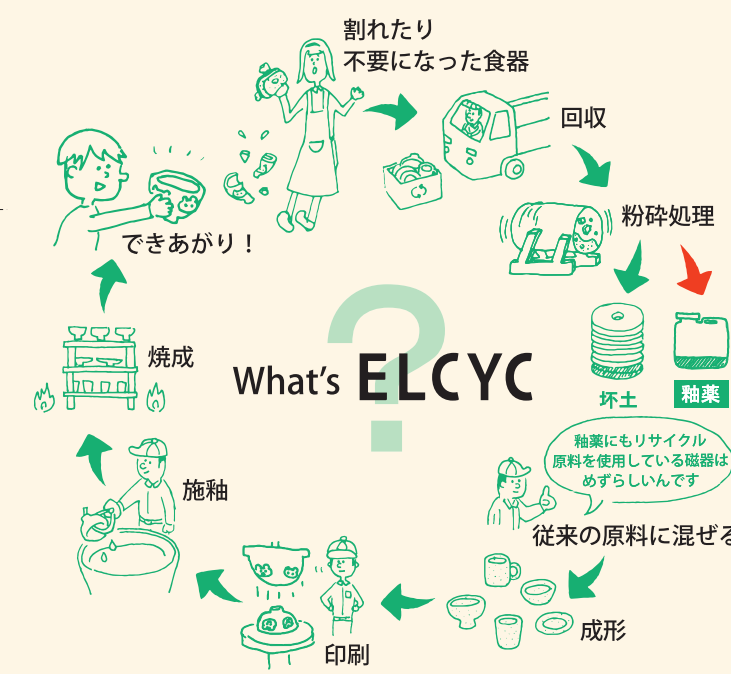 割れたり
不要になった食器
回収
粉砕処理
坏土
釉薬
釉薬にもリサイクル
原料を使用している磁器は
めずらしいんです
従来の原料に混ぜる
成形
印刷
施釉
焼成
できあがり！
What's ELCYC
?